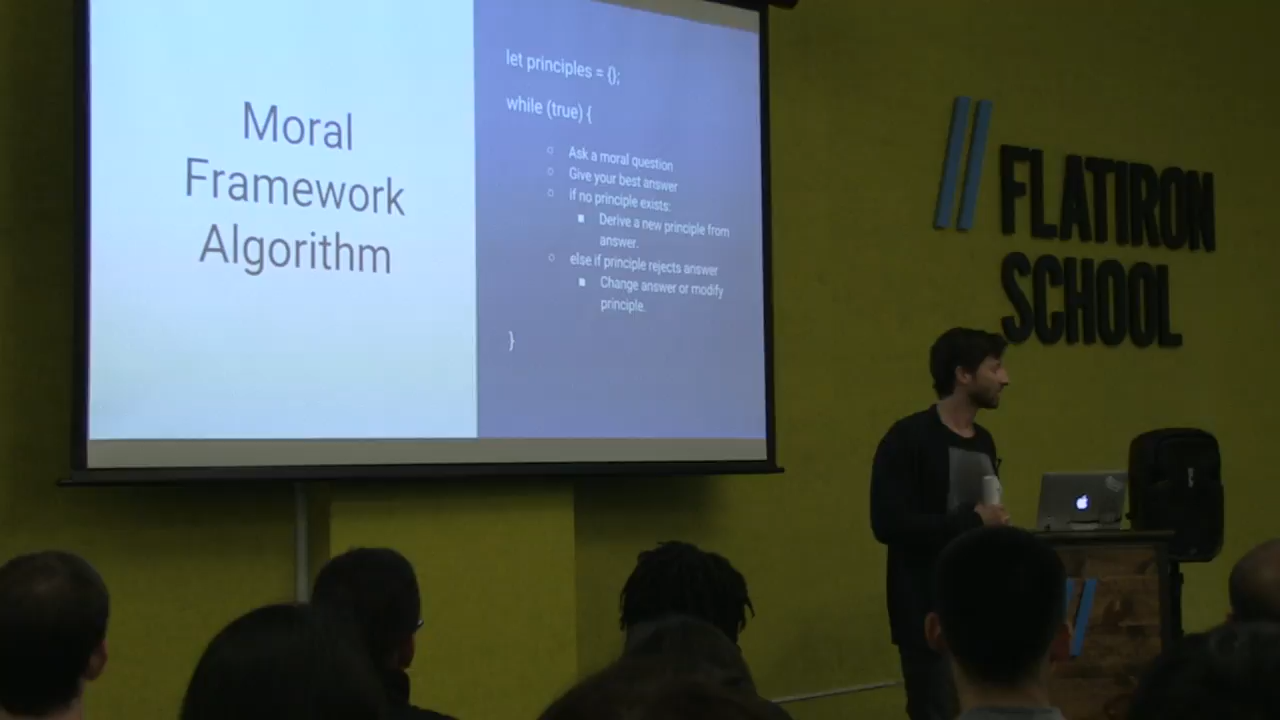 Moral
Framework
Algorithm
let principles = {};
while (true) {
○ Ask a moral question
○ Give your best answer
○ if no principle exists:
■ Derive a new principle from
answer.
○ else if principle rejects answer
■ Change answer or modify
principle.
}
// FLATIRON
SCHOOL